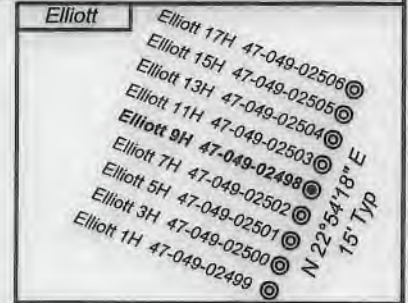 Elliott
Elliott 17H 47-049-02506
Elliott 15H 47-049-02505
Elliott 13H 47-049-02504
Elliott 11H 47-049-02503
Elliott 9H 47-049-02498
Elliott 7H 47-049-02502
Elliott 5H 47-049-02501
Elliott 3H 47-049-02500
Elliott 1H 47-049-02499
N 22°54'18" E
15' Typ